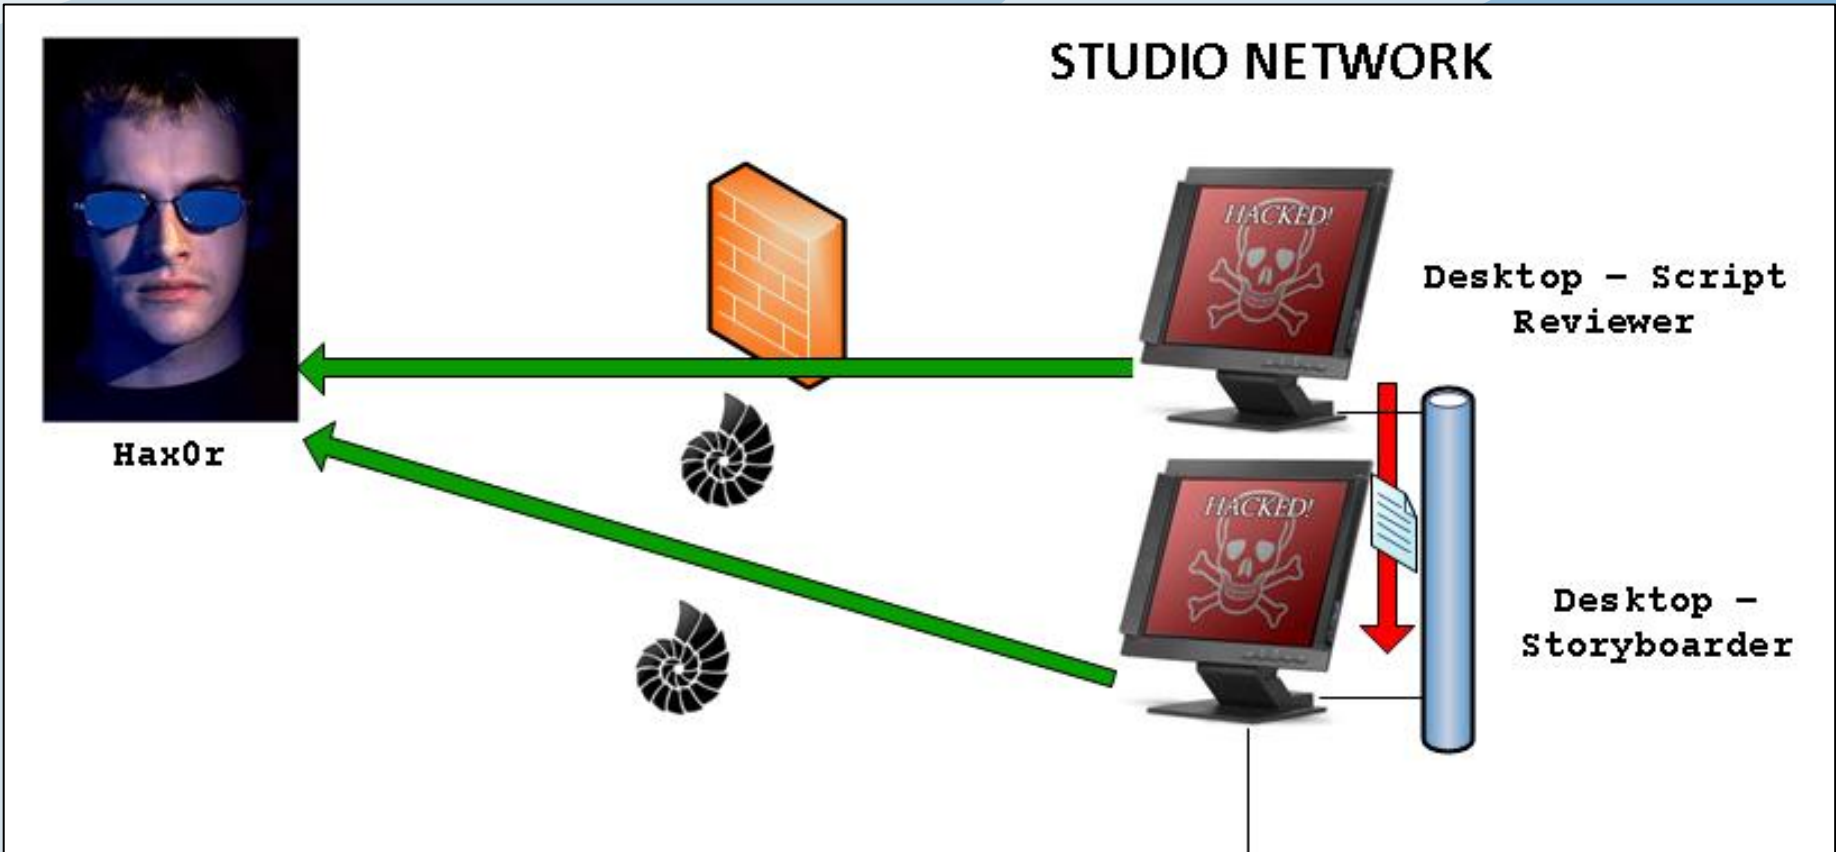 STUDIO NETWORK
HACKED!
Desktop – Script
Reviewer
Hax0r
HACKED!
Desktop –
Storyboarder